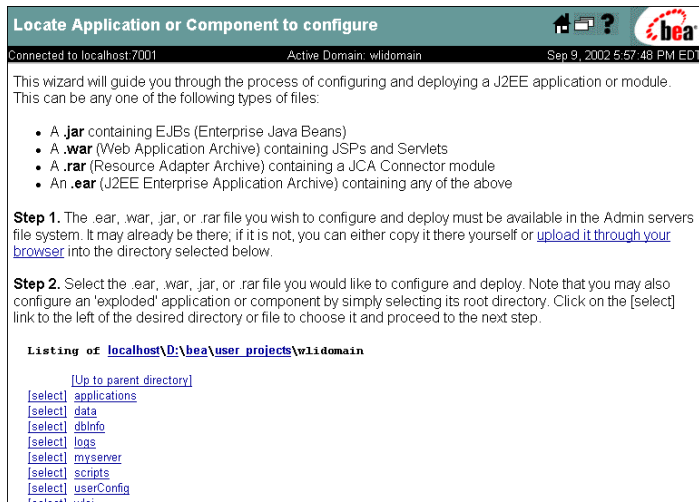 Locate Application or Component to configure
? bea
Connected to localhost:7001 Active Domain: wlidomain Sep 9, 2002 5:57:48 PM EDT
This wizard will guide you through the process of configuring and deploying a J2EE application or module.
This can be any one of the following types of files:
• A .jar containing EJBs (Enterprise Java Beans)
• A .war (Web Application Archive) containing JSPs and Servlets
• A .rar (Resource Adapter Archive) containing a JCA Connector module
• An .ear (J2EE Enterprise Application Archive) containing any of the above
Step 1. The .ear, .war, .jar, or .rar file you wish to configure and deploy must be available in the Admin servers
file system. It may already be there; if it is not, you can either copy it there yourself or upload it through your
browser into the directory selected below.
Step 2. Select the .ear, .war, .jar, or .rar file you would like to configure and deploy. Note that you may also
configure an 'exploded' application or component by simply selecting its root directory. Click on the [select]
link to the left of the desired directory or file to choose it and proceed to the next step.
Listing of localhost\D:\bea\user_projects\wlidomain
[Up to parent directory]
[select] applications
[select] data
[select] dbInfo
[select] logs
[select] myserver
[select] scripts
[select] userConfig
[select]